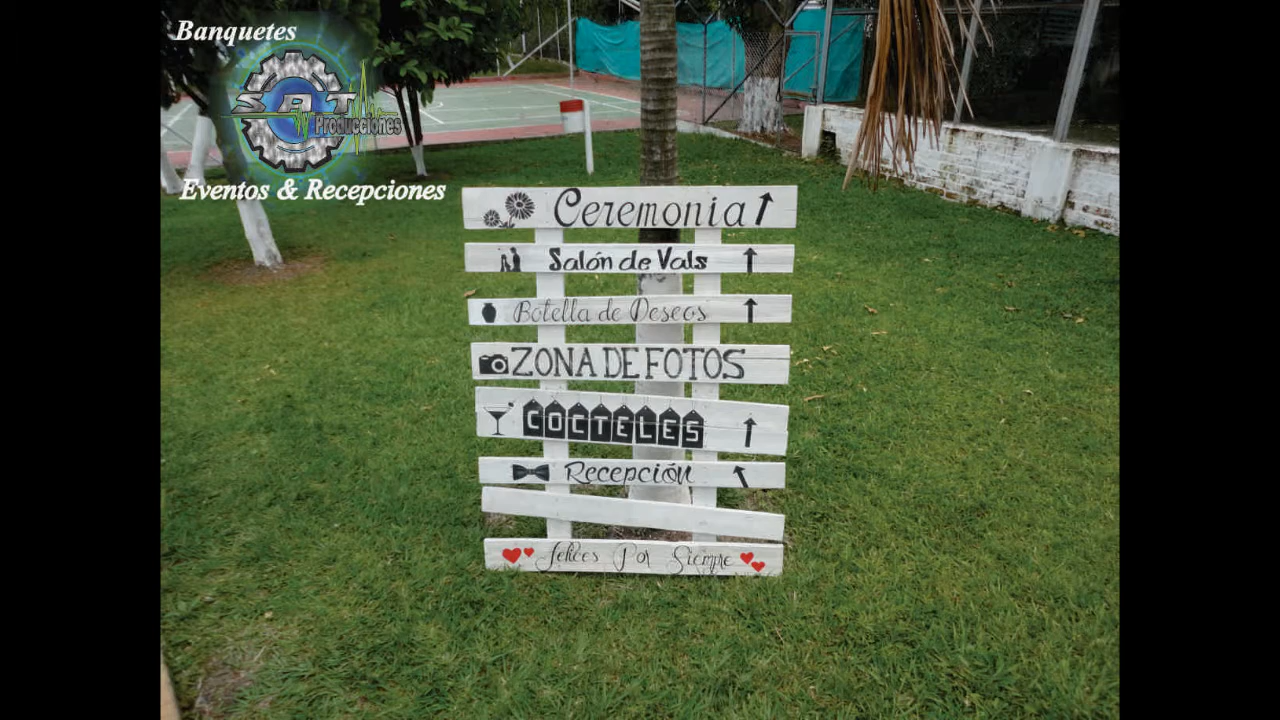 Banquetes
SAT
Producciones
Eventos & Recepciones
Ceremonia
Salón de Vals
Botella de Deseos
ZONA DE FOTOS
COCTELES
Recepción
felices Por Siempre